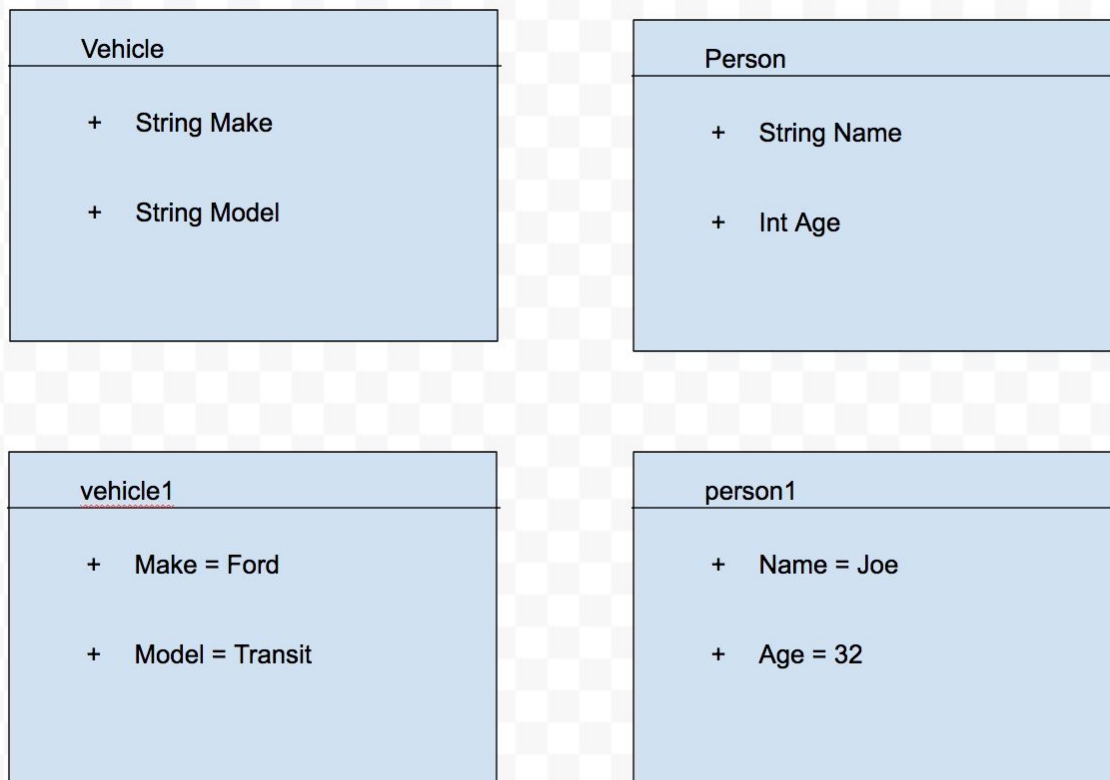 Vehicle
+ String Make
+ String Model
Person
+ String Name
+ Int Age
vehicle1
+ Make = Ford
+ Model = Transit
person1
+ Name = Joe
+ Age = 32